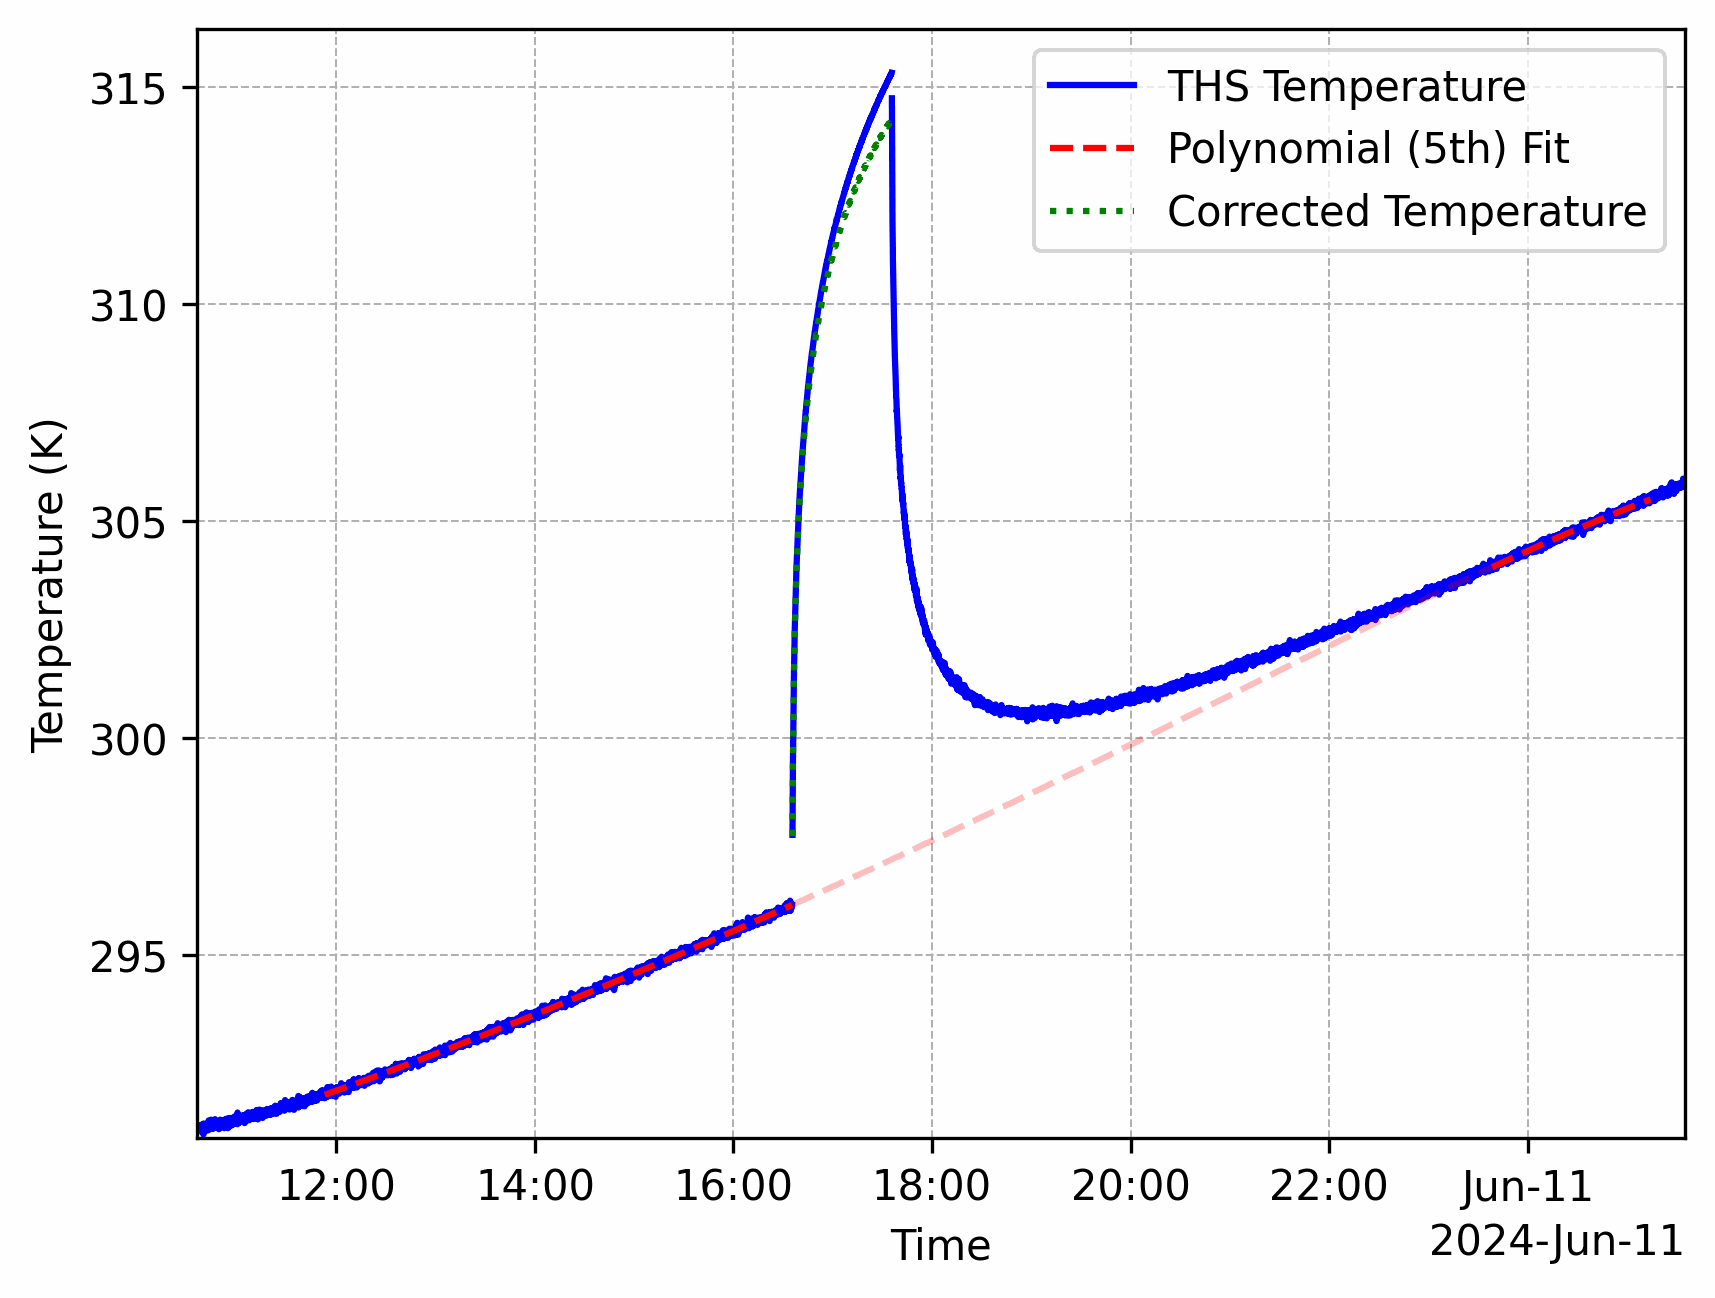 THS Temperature
Polynomial (5th) Fit
Corrected Temperature
315
310
305
300
295
Temperature (K)
12:00
14:00
16:00
18:00
20:00
22:00
Jun-11
2024-Jun-11
Time